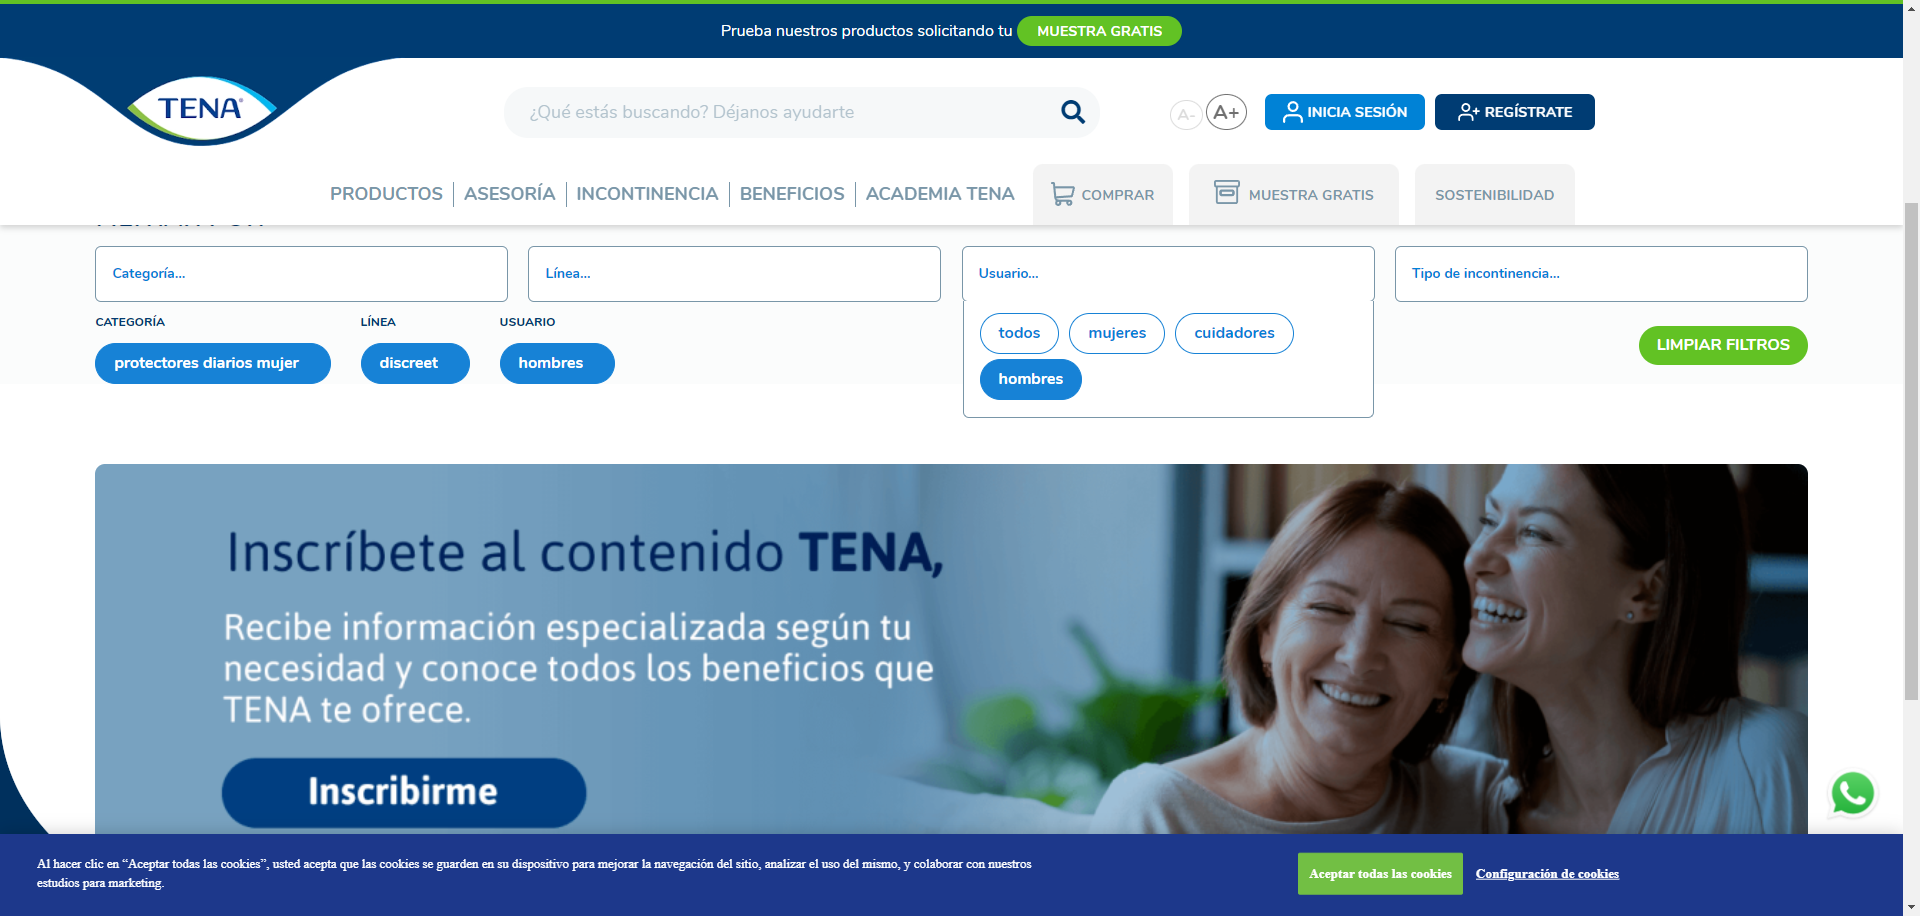 Prueba nuestros productos solicitando tu MUESTRA GRATIS
TENA®
¿Qué estás buscando? Déjanos ayudarte
A- A+
INICIA SESIÓN
REGÍSTRATE
PRODUCTOS
ASESORÍA
INCONTINENCIA
BENEFICIOS
ACADEMIA TENA
COMPRAR
MUESTRA GRATIS
SOSTENIBILIDAD
Categoría...
Línea...
Usuario...
Tipo de incontinencia...
CATEGORÍA
LÍNEA
USUARIO
protectores diarios mujer
discreet
hombres
todos
mujeres
cuidadores
hombres
LIMPIAR FILTROS
Inscríbete al contenido TENA,
Recibe información especializada según tu
necesidad y conoce todos los beneficios que
TENA te ofrece.
Inscribirme
Al hacer clic en “Aceptar todas las cookies”, usted acepta que las cookies se guarden en su dispositivo para mejorar la navegación del sitio, analizar el uso del mismo, y colaborar con nuestros
estudios para marketing.
Aceptar todas las cookies
Configuración de cookies